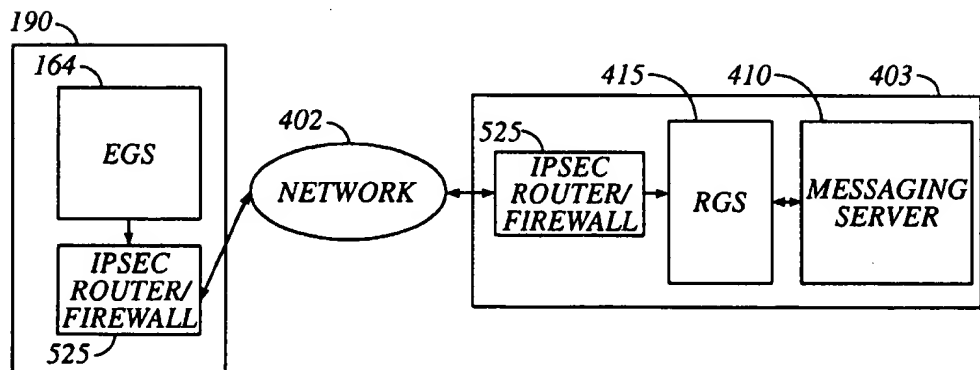 190
164
EGS
IPSEC
ROUTER/
FIREWALL
525
402
NETWORK
403
525
IPSEC
ROUTER/
FIREWALL
415
RGS
410
MESSAGING
SERVER